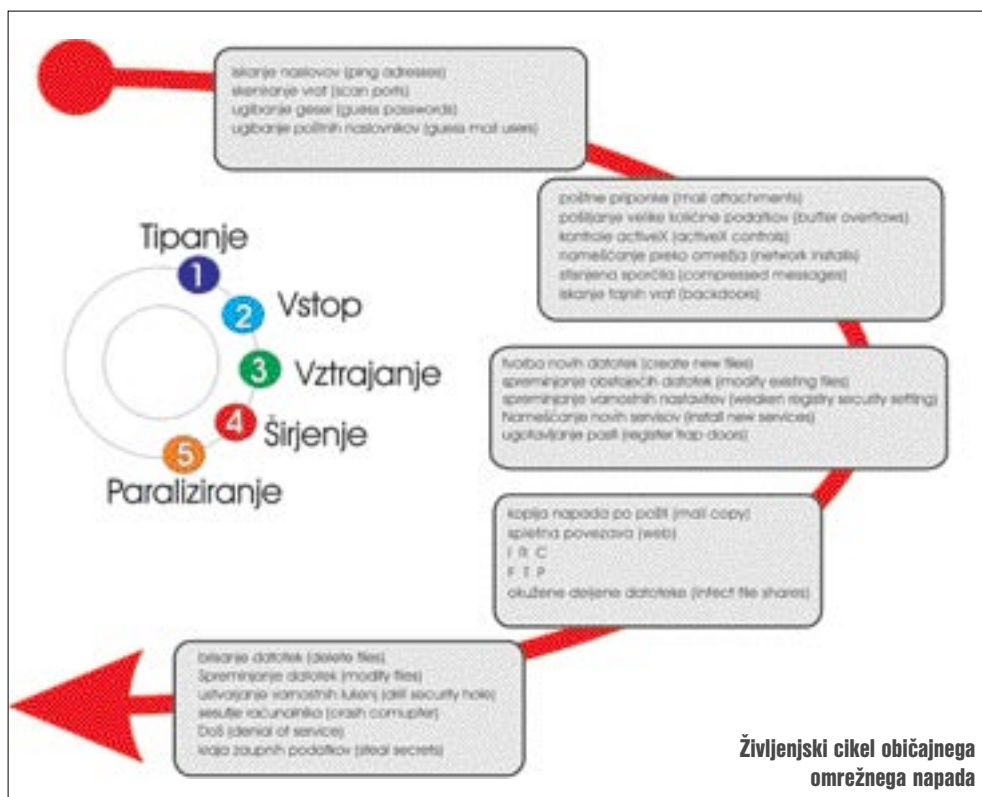 iskanje naslovov (ping adresses)
skeniranje vrat (scan ports)
ugibanje gesel (guess passwords)
ugibanje poštnih naslovnikov (guess mail users)
poštne priponke (mail attachments)
pošiljanje velike količine podatkov (buffer overflows)
kontrole activeX (activeX controls)
nameščanje preko omrežja (network installs)
stisnjena sporočila (compressed messages)
iskanje tajnih vrat (backdoors)
Tipanje
1
2 Vstop
3 Vztrajanje
4 Širjenje
5
Paraliziranje
tvorba novih datotek (create new files)
spreminjanje obstoječih datotek (modify existing files)
spreminjanje varnostnih nastavitev (weaken registry security setting)
Nameščanje novih servisov (install new services)
ugotavljanje pasti (register trap doors)
kopija napada po pošti (mail copy)
spletna povezava (web)
I R C
F T P
okužene deljene datoteke (infect file shares)
brisanje datotek (delete files)
Spreminjanje datotek (modify files)
ustvarjanje varnostnih lukenj (drill security hole)
sesutje računalnika (crash comupter)
DoS (denial of service)
kraja zaupnih podatkov (steal secrets)
Življenjski cikel običajnega
omrežnega napada